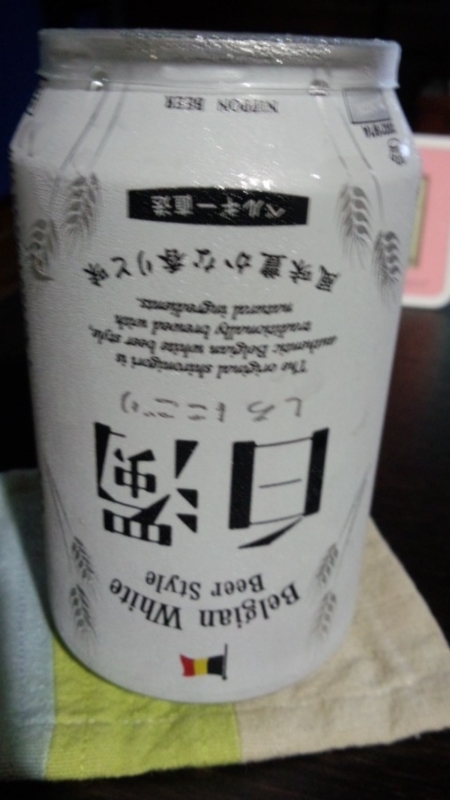 Belgian White
Beer Style
白濁
しろにごり
The original shironigori is
authentic Belgian white beer style,
traditionally brewed with
natural ingredients.
風味豊かな香りと味
ベルギー直送
NIPPON BEER